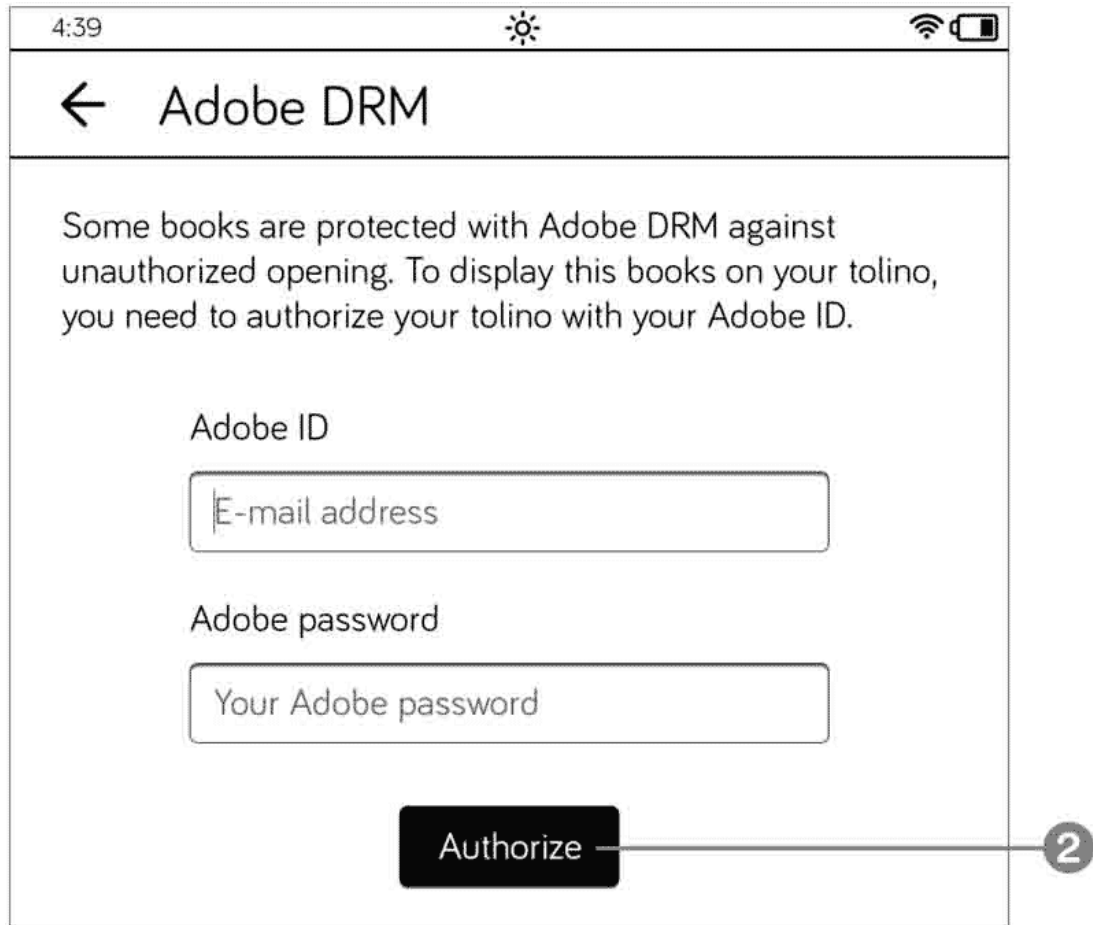 4:39
Adobe DRM
Some books are protected with Adobe DRM against
unauthorized opening. To display this books on your tolino,
you need to authorize your tolino with your Adobe ID.
Adobe ID
E-mail address
Adobe password
Your Adobe password
Authorize
2